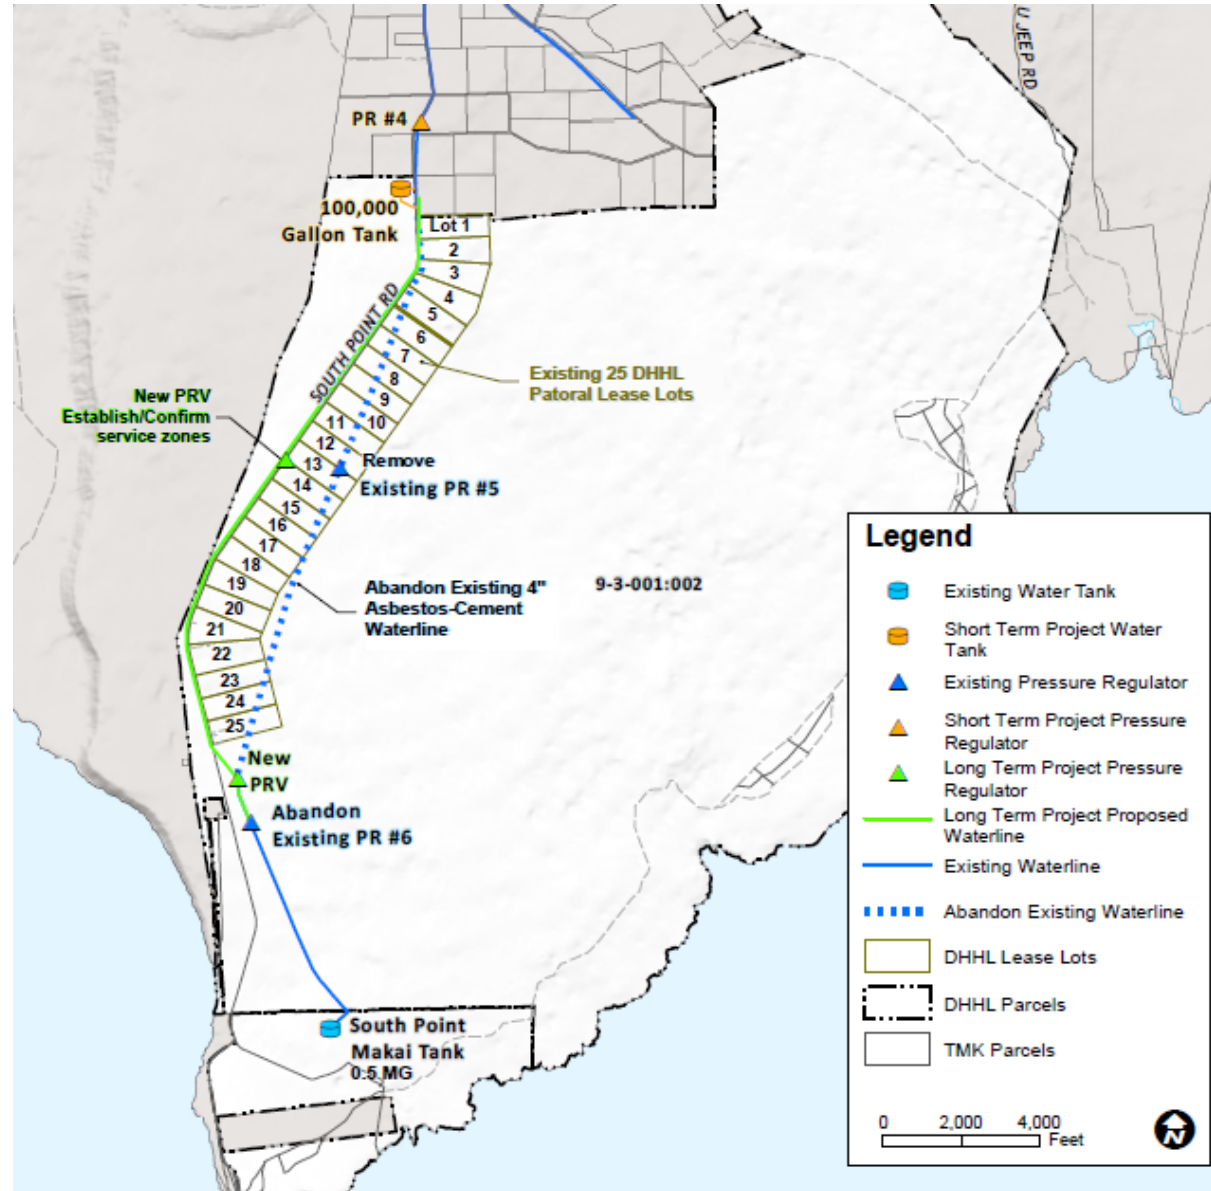 U JEEP RD
PR #4
100,000
Gallon Tank
Lot 1
2
3
4
5
6
7
8
9
10
11
12
13
14
15
16
17
18
19
20
21
22
23
24
25
SOUTH POINT RD
Existing 25 DHHL
Patoral Lease Lots
New PRV
Establish/Confirm
service zones
Remove
Existing PR #5
Abandon Existing 4"
Asbestos-Cement
Waterline
9-3-001:002
New
PRV
Abandon
Existing PR #6
South Point
Makai Tank
0.5 MG
Legend
Existing Water Tank
Short Term Project Water
Tank
Existing Pressure Regulator
Short Term Project Pressure
Regulator
Long Term Project Pressure
Regulator
Long Term Project Proposed
Waterline
Existing Waterline
Abandon Existing Waterline
DHHL Lease Lots
DHHL Parcels
TMK Parcels
0 2,000 4,000
Feet
N